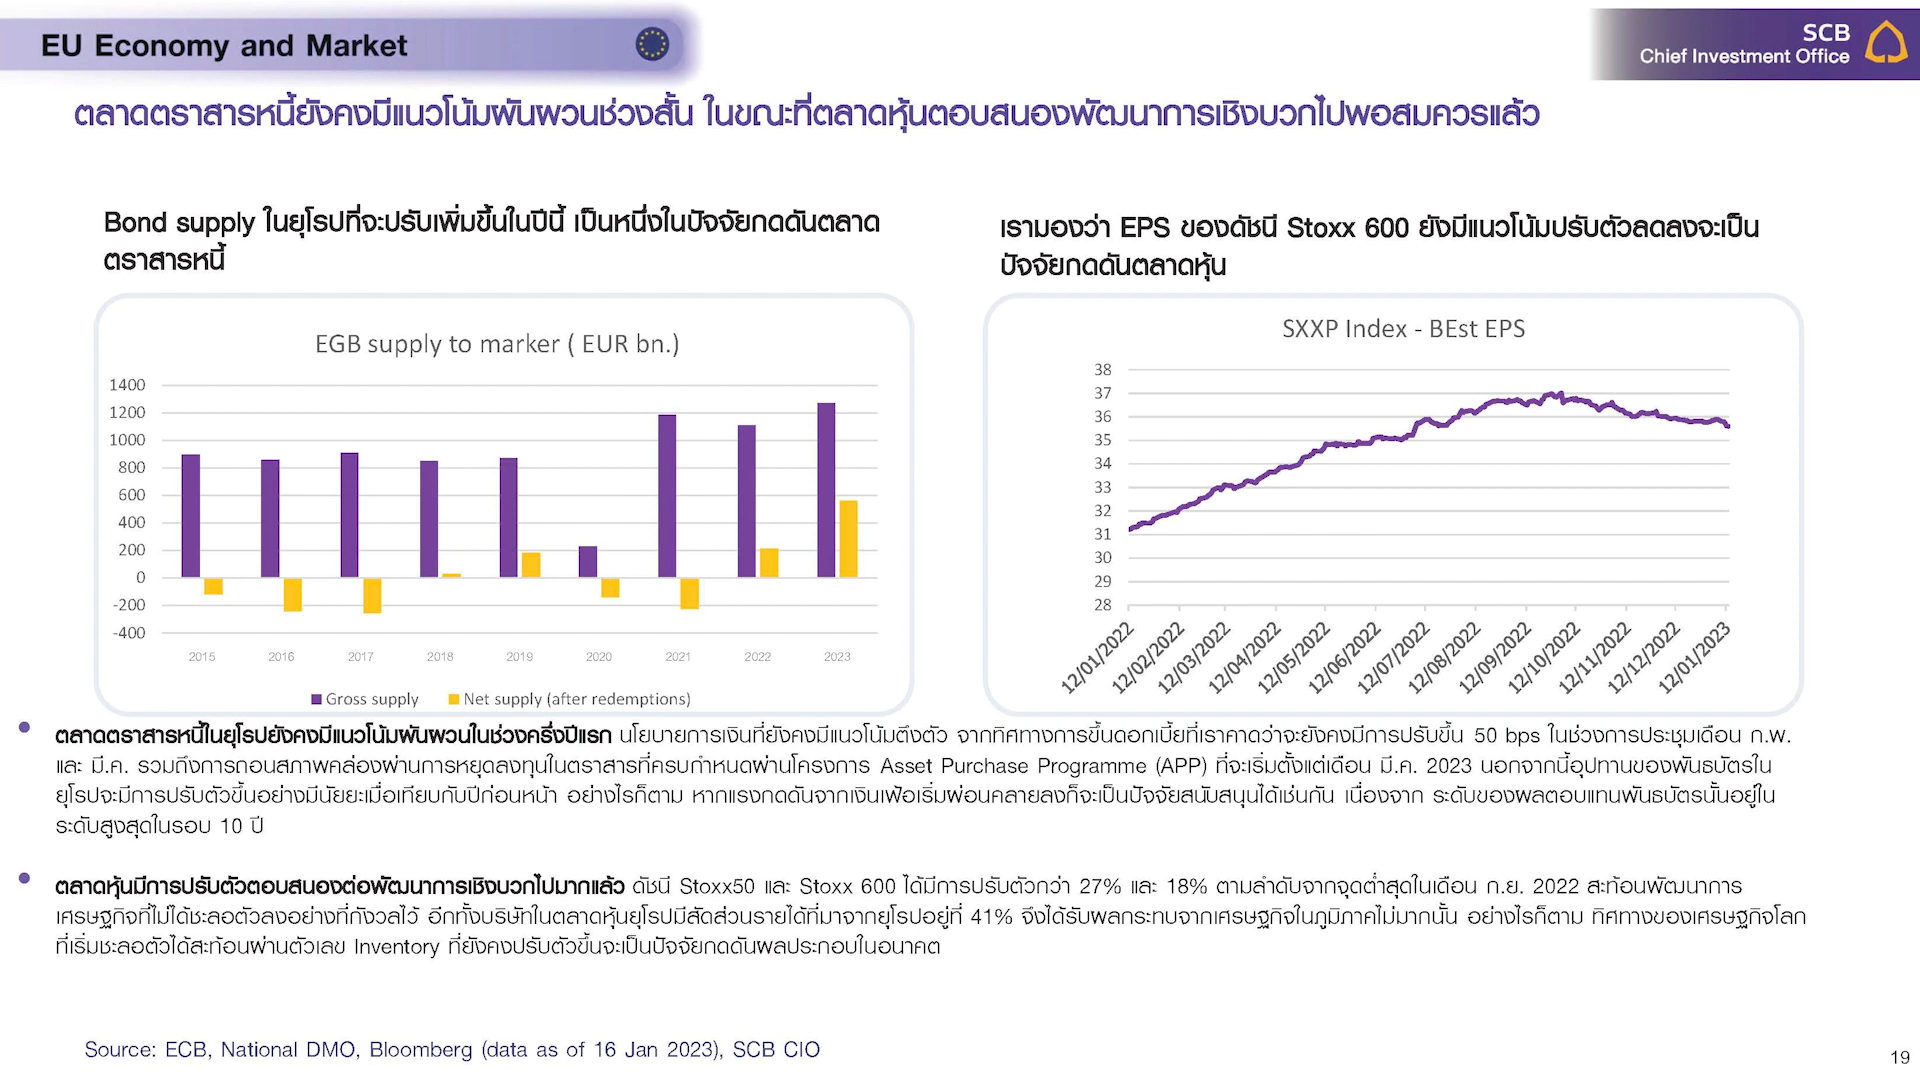 EU Economy and Market
SCB
Chief Investment Office
ตลาดตราสารหนี้ยังคงมีแนวโน้มผันผวนช่วงสั้น ในขณะที่ตลาดหุ้นตอบสนองพัฒนาการเชิงบวกไปพอสมควรแล้ว
Bond supply ในยุโรปที่จะปรับเพิ่มขึ้นในปีนี้ เป็นหนึ่งในปัจจัยกดดันตลาด
ตราสารหนี้
EGB supply to marker ( EUR bn.)
1400
1200
1000
800
600
400
200
0
-200
-400
2015 2016 2017 2018 2019 2020 2021 2022 2023
Gross supply Net supply (after redemptions)
เรามองว่า EPS ของดัชนี Stoxx 600 ยังมีแนวโน้มปรับตัวลดลงจะเป็น
ปัจจัยกดดันตลาดหุ้น
SXXP Index - BEst EPS
38
37
36
35
34
33
32
31
30
29
28
12/01/2022 12/02/2022 12/03/2022 12/04/2022 12/05/2022 12/06/2022 12/07/2022 12/08/2022 12/09/2022 12/10/2022 12/11/2022 12/12/2022 12/01/2023
• ตลาดตราสารหนี้ในยุโรปยังคงมีแนวโน้มผันผวนในช่วงครึ่งปีแรก นโยบายการเงินที่ยังคงมีแนวโน้มตึงตัว จากทิศทางการขึ้นดอกเบี้ยที่เราคาดว่าจะยังคงมีการปรับขึ้น 50 bps ในช่วงการประชุมเดือน ก.พ.
และ มี.ค. รวมถึงการถอนสภาพคล่องผ่านการหยุดลงทุนในตราสารที่ครบกำหนดผ่านโครงการ Asset Purchase Programme (APP) ที่จะเริ่มตั้งแต่เดือน มี.ค. 2023 นอกจากนี้อุปทานของพันธบัตรใน
ยุโรปจะมีการปรับตัวขึ้นอย่างมีนัยยะเมื่อเทียบกับปีก่อนหน้า อย่างไรก็ตาม หากแรงกดดันจากเงินเฟ้อเริ่มผ่อนคลายลงก็จะเป็นปัจจัยสนับสนุนได้เช่นกัน เนื่องจาก ระดับของผลตอบแทนพันธบัตรนั้นอยู่ใน
ระดับสูงสุดในรอบ 10 ปี
• ตลาดหุ้นมีการปรับตัวตอบสนองต่อพัฒนาการเชิงบวกไปมากแล้ว ดัชนี Stoxx50 และ Stoxx 600 ได้มีการปรับตัวกว่า 27% และ 18% ตามลำดับจากจุดต่ำสุดในเดือน ก.ย. 2022 สะท้อนพัฒนาการ
เศรษฐกิจที่ไม่ได้ชะลอตัวลงอย่างที่กังวลไว้ อีกทั้งบริษัทในตลาดหุ้นยุโรปมีสัดส่วนรายได้ที่มาจากยุโรปอยู่ที่ 41% จึงได้รับผลกระทบจากเศรษฐกิจในภูมิภาคไม่มากนั้น อย่างไรก็ตาม ทิศทางของเศรษฐกิจโลก
ที่เริ่มชะลอตัวได้สะท้อนผ่านตัวเลข Inventory ที่ยังคงปรับตัวขึ้นจะเป็นปัจจัยกดดันผลประกอบในอนาคต
Source: ECB, National DMO, Bloomberg (data as of 16 Jan 2023), SCB CIO
19